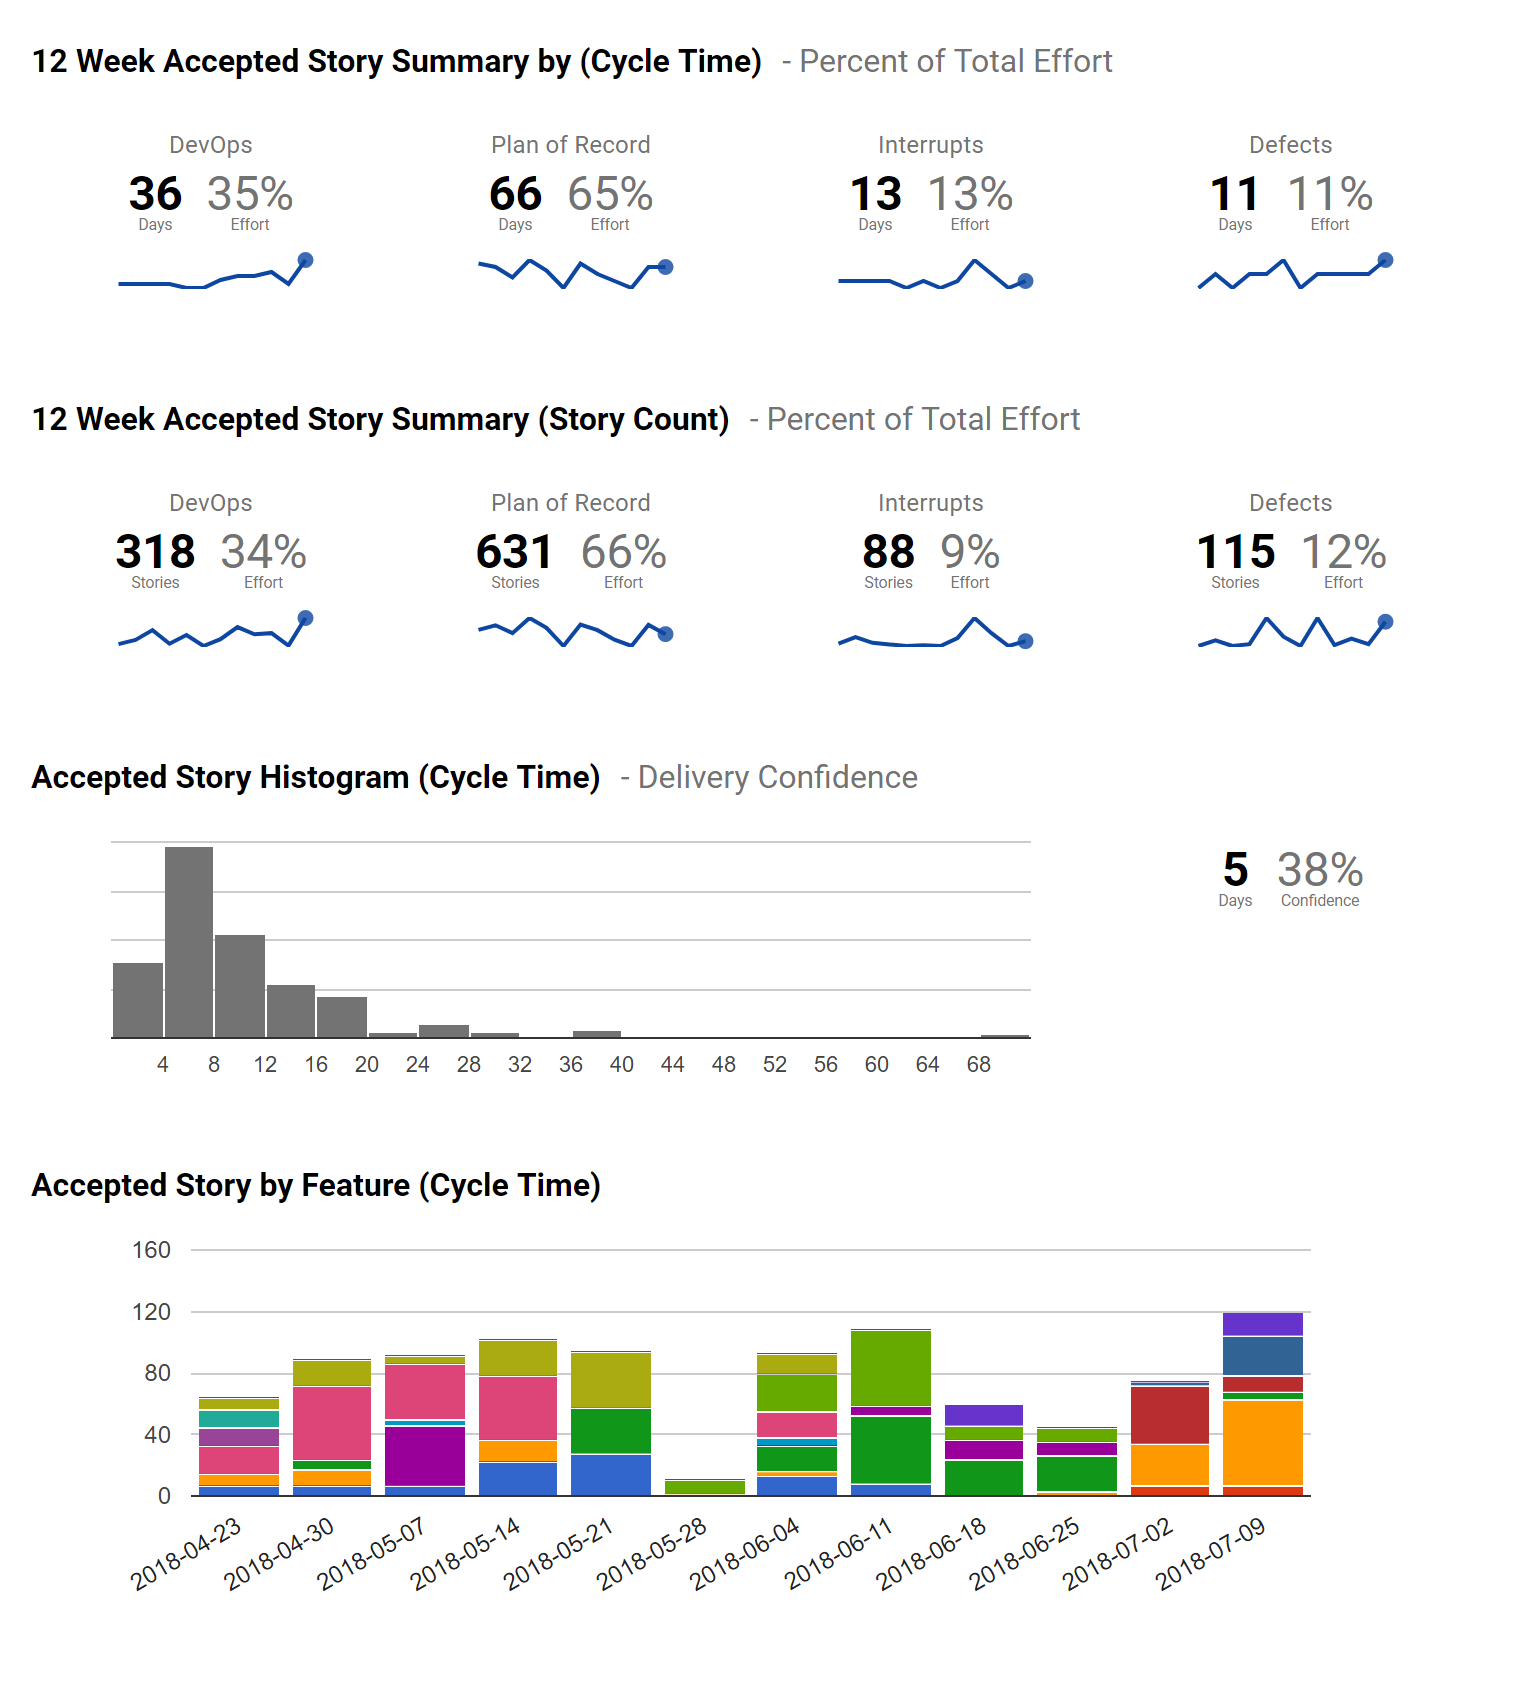 12 Week Accepted Story Summary by (Cycle Time) - Percent of Total Effort
DevOps Plan of Record Interrupts Defects
36 35% 66 65% 13 13% 11 11%
Days Effort Days Effort Days Effort Days Effort
12 Week Accepted Story Summary (Story Count) - Percent of Total Effort
DevOps Plan of Record Interrupts Defects
318 34% 631 66% 88 9% 115 12%
Stories Effort Stories Effort Stories Effort Stories Effort
Accepted Story Histogram (Cycle Time) - Delivery Confidence
5 38%
Days Confidence
4 8 12 16 20 24 28 32 36 40 44 48 52 56 60 64 68
Accepted Story by Feature (Cycle Time)
160
120
80
40
0
2018-04-23 2018-04-30 2018-05-07 2018-05-14 2018-05-21 2018-05-28 2018-06-04 2018-06-11 2018-06-18 2018-06-25 2018-07-02 2018-07-09